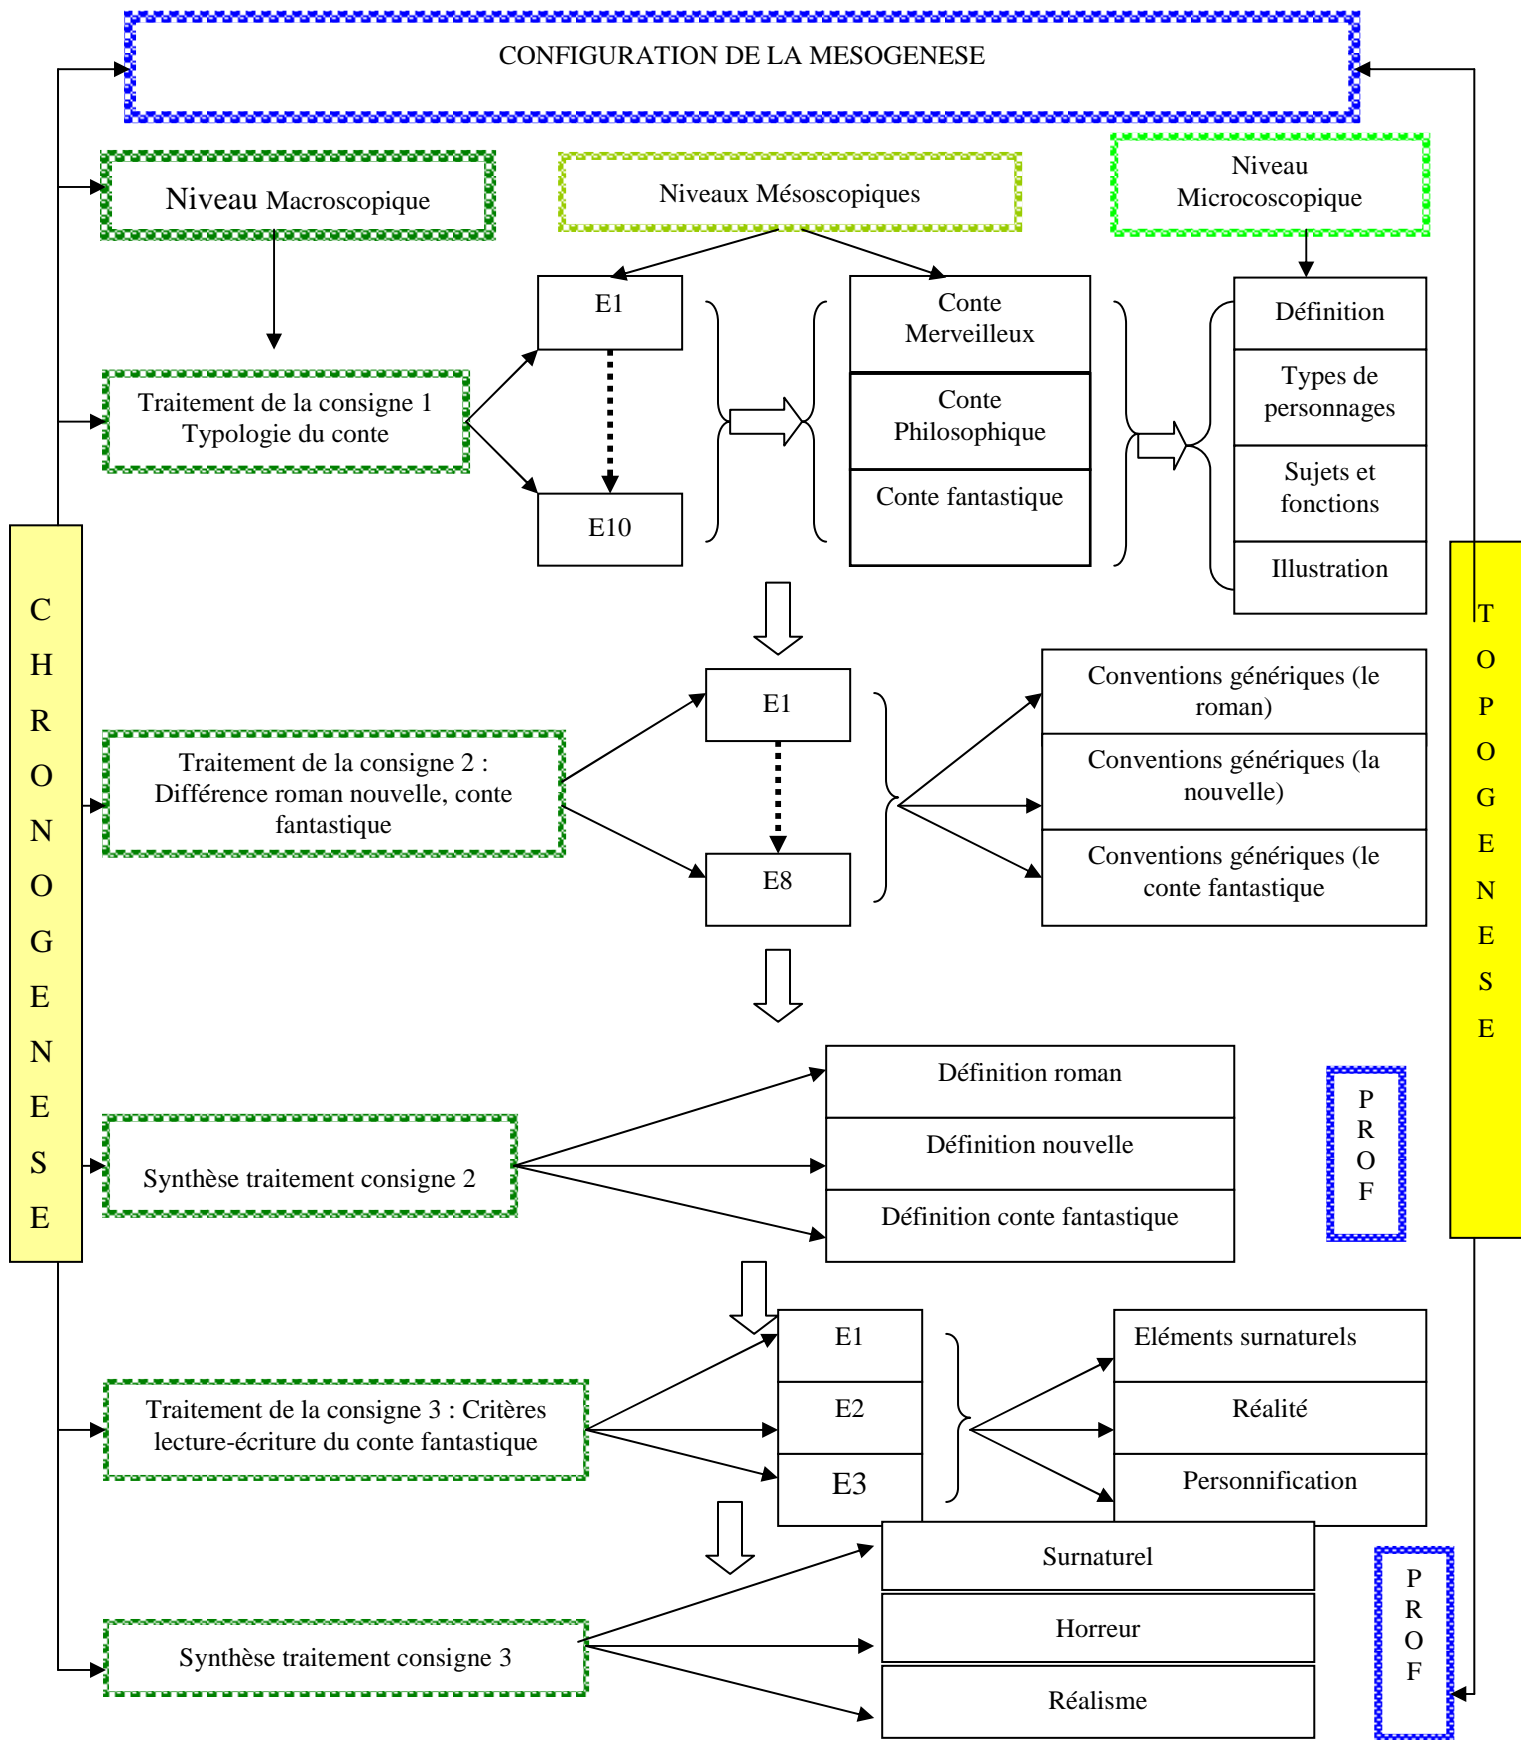 CONFIGURATION DE LA MESOGENESE
Niveau Macroscopique
Niveaux Mésoscopiques
Niveau
Microcoscopique
E1
Conte
Merveilleux
Définition
Traitement de la consigne 1
Typologie du conte
Conte
Philosophique
Types de
personnages
E10
Conte fantastique
Sujets et
fonctions
Illustration
C
H
R
O
N
O
G
E
N
E
S
E
T
O
P
O
G
E
N
E
S
E
Traitement de la consigne 2 :
Différence roman nouvelle, conte
fantastique
E1
E8
Conventions génériques (le
roman)
Conventions génériques (la
nouvelle)
Conventions génériques (le
conte fantastique
Synthèse traitement consigne 2
Définition roman
Définition nouvelle
Définition conte fantastique
P
R
O
F
Traitement de la consigne 3 : Critères
lecture-écriture du conte fantastique
E1
E2
E3
Eléments surnaturels
Réalité
Personnification
Synthèse traitement consigne 3
Surnaturel
Horreur
Réalisme
P
R
O
F